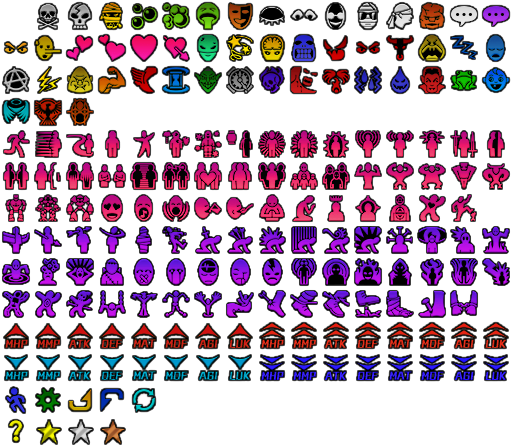 ZZZ
MHP MMP ATK DEF MAT MDF AGI LUK MHP MMP ATK DEF MAT MDF AGI LUK
MHP MMP ATK DEF MAT MDF AGI LUK MHP MMP ATK DEF MAT MDF AGI LUK
?